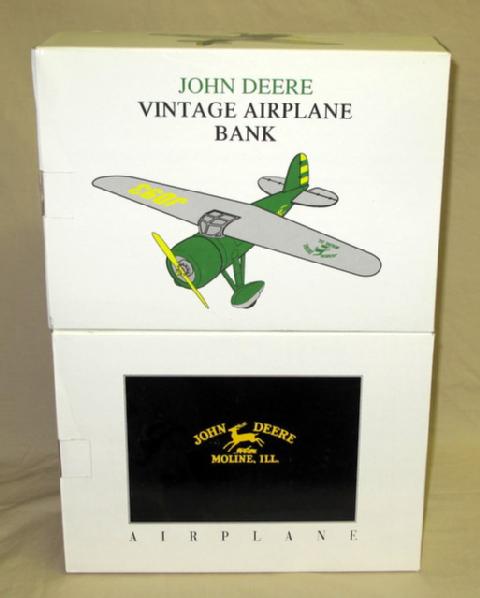 JOHN DEERE
VINTAGE AIRPLANE
BANK
JOHN DEERE
MOLINE, ILL.
AIRPLANE